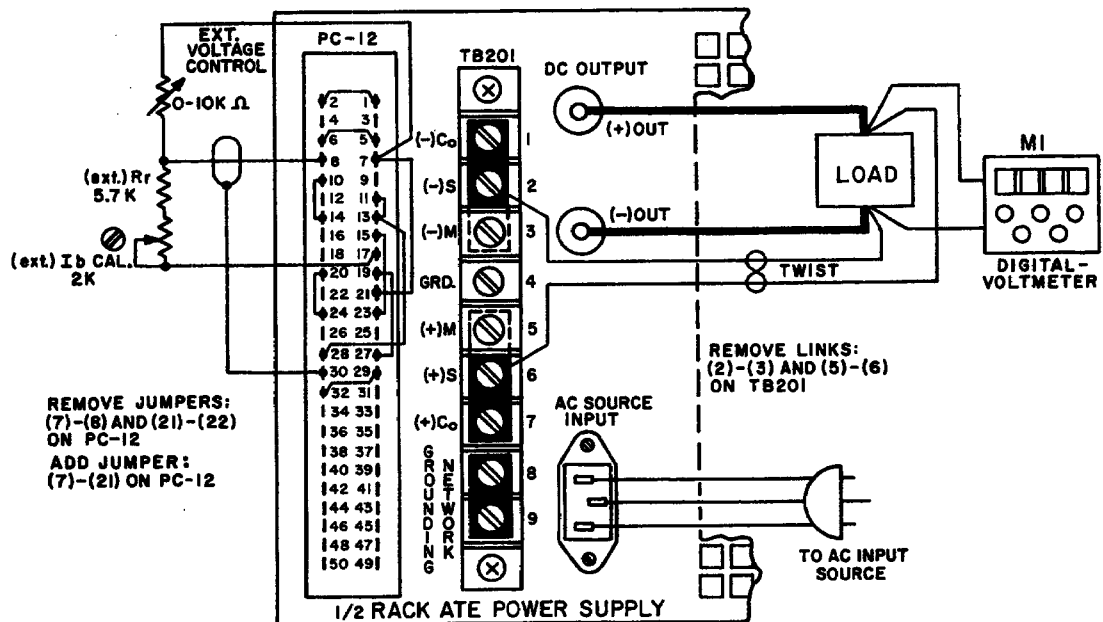 EXT.
VOLTAGE
CONTROL
0-10K Ω
(ext.) Rr
5.7 K
(ext.) Ib CAL.
2K
PC-12
2 1
4 3
6 5
8 7
10 9
12 11
14 13
16 15
18 17
20 19
22 21
24 23
26 25
28 27
30 29
32 31
34 33
36 35
38 37
40 39
42 41
44 43
46 45
48 47
50 49
REMOVE JUMPERS:
(7)-(8) AND (21)-(22)
ON PC-12
ADD JUMPER:
(7)-(21) ON PC-12
TB201
(-)Co 1
(-)S 2
(-)M 3
GRD. 4
(+)M 5
(+)S 6
(+)Co 7
8
9
GROUNDING
NETWORK
DC OUTPUT
(+)OUT
(-)OUT
LOAD
M1
DIGITAL-
VOLTMETER
TWIST
REMOVE LINKS:
(2)-(3) AND (5)-(6)
ON TB201
AC SOURCE
INPUT
TO AC INPUT
SOURCE
1/2 RACK ATE POWER SUPPLY